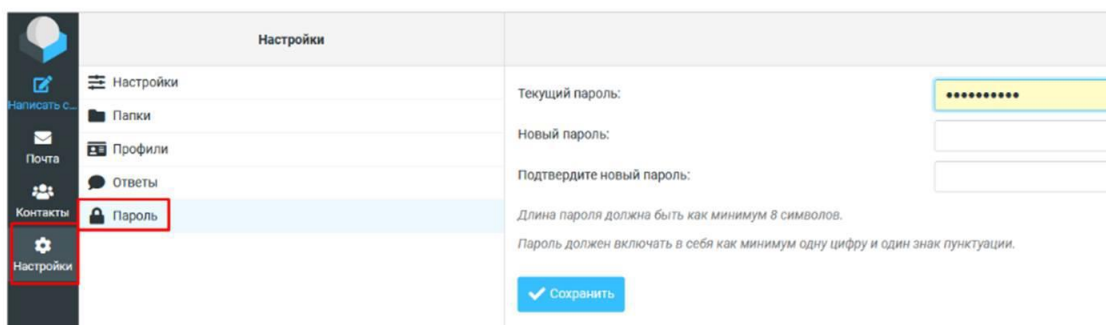 Написать с...
Почта
Контакты
Настройки
Настройки
Настройки
Папки
Профили
Ответы
Пароль
Текущий пароль:
Новый пароль:
Подтвердите новый пароль:
Длина пароля должна быть как минимум 8 символов.
Пароль должен включать в себя как минимум одну цифру и один знак пунктуации.
Сохранить